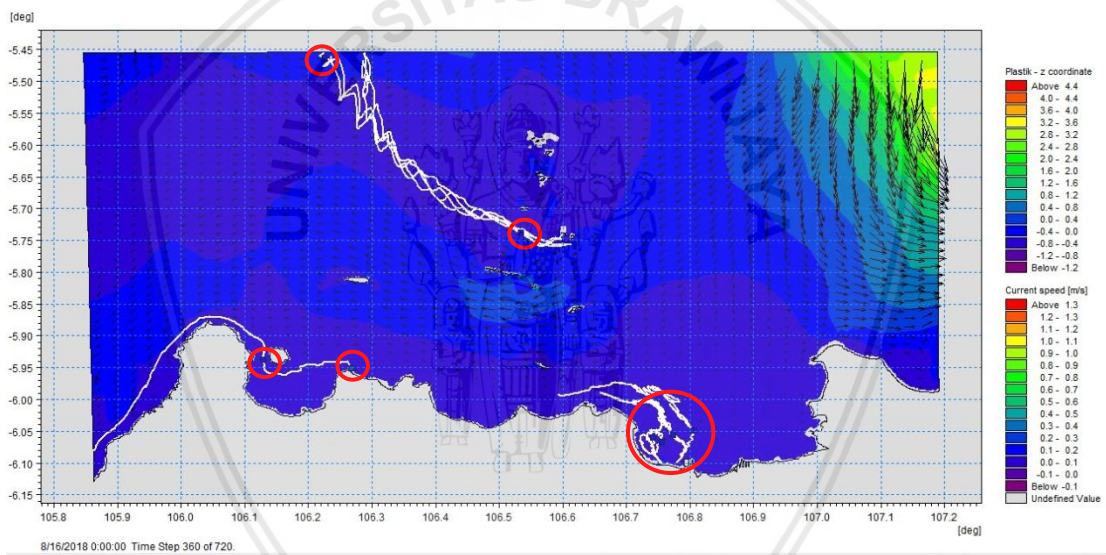 [deg]
-5.45
-5.50
-5.55
-5.60
-5.65
-5.70
-5.75
-5.80
-5.85
-5.90
-5.95
-6.00
-6.05
-6.10
-6.15
105.8 105.9 106.0 106.1 106.2 106.3 106.4 106.5 106.6 106.7 106.8 106.9 107.0 107.1 107.2
[deg]
8/16/2018 0:00:00 Time Step 360 of 720.
UNIVERSITAS BRAWIJAYA
Plastik - z coordinate
Above 4.4
4.0 - 4.4
3.6 - 4.0
3.2 - 3.6
2.8 - 3.2
2.4 - 2.8
2.0 - 2.4
1.6 - 2.0
1.2 - 1.6
0.8 - 1.2
0.4 - 0.8
0.0 - 0.4
-0.4 - 0.0
-0.8 - -0.4
-1.2 - -0.8
Below -1.2
Current speed [m/s]
Above 1.3
1.2 - 1.3
1.1 - 1.2
1.0 - 1.1
0.9 - 1.0
0.8 - 0.9
0.7 - 0.8
0.6 - 0.7
0.5 - 0.6
0.4 - 0.5
0.3 - 0.4
0.2 - 0.3
0.1 - 0.2
0.0 - 0.1
-0.1 - 0.0
Below -0.1
Undefined Value